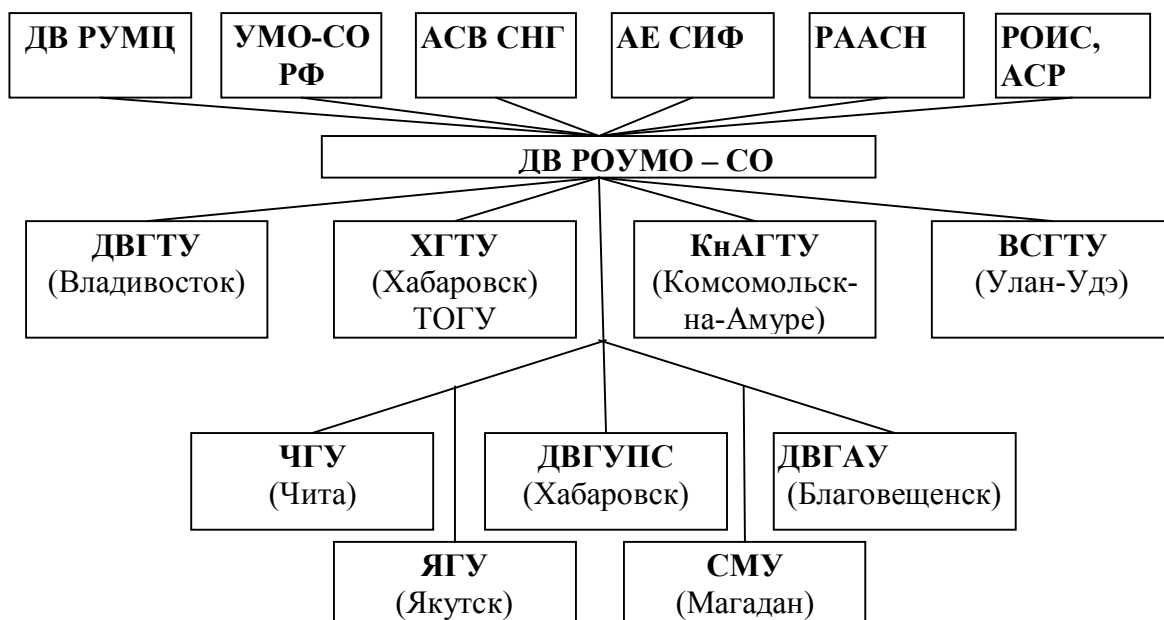 ДВ РУМЦ
УМО-СО
РФ
АСВ СНГ
АЕ СИФ
РААСН
РОИС,
АСР
ДВ РОУМО – СО
ДВГТУ
(Владивосток)
ХГТУ
(Хабаровск)
ТОГУ
КнАГТУ
(Комсомольск-
на-Амуре)
ВСГТУ
(Улан-Удэ)
ЧГУ
(Чита)
ДВГУПС
(Хабаровск)
ДВГАУ
(Благовещенск)
ЯГУ
(Якутск)
СМУ
(Магадан)